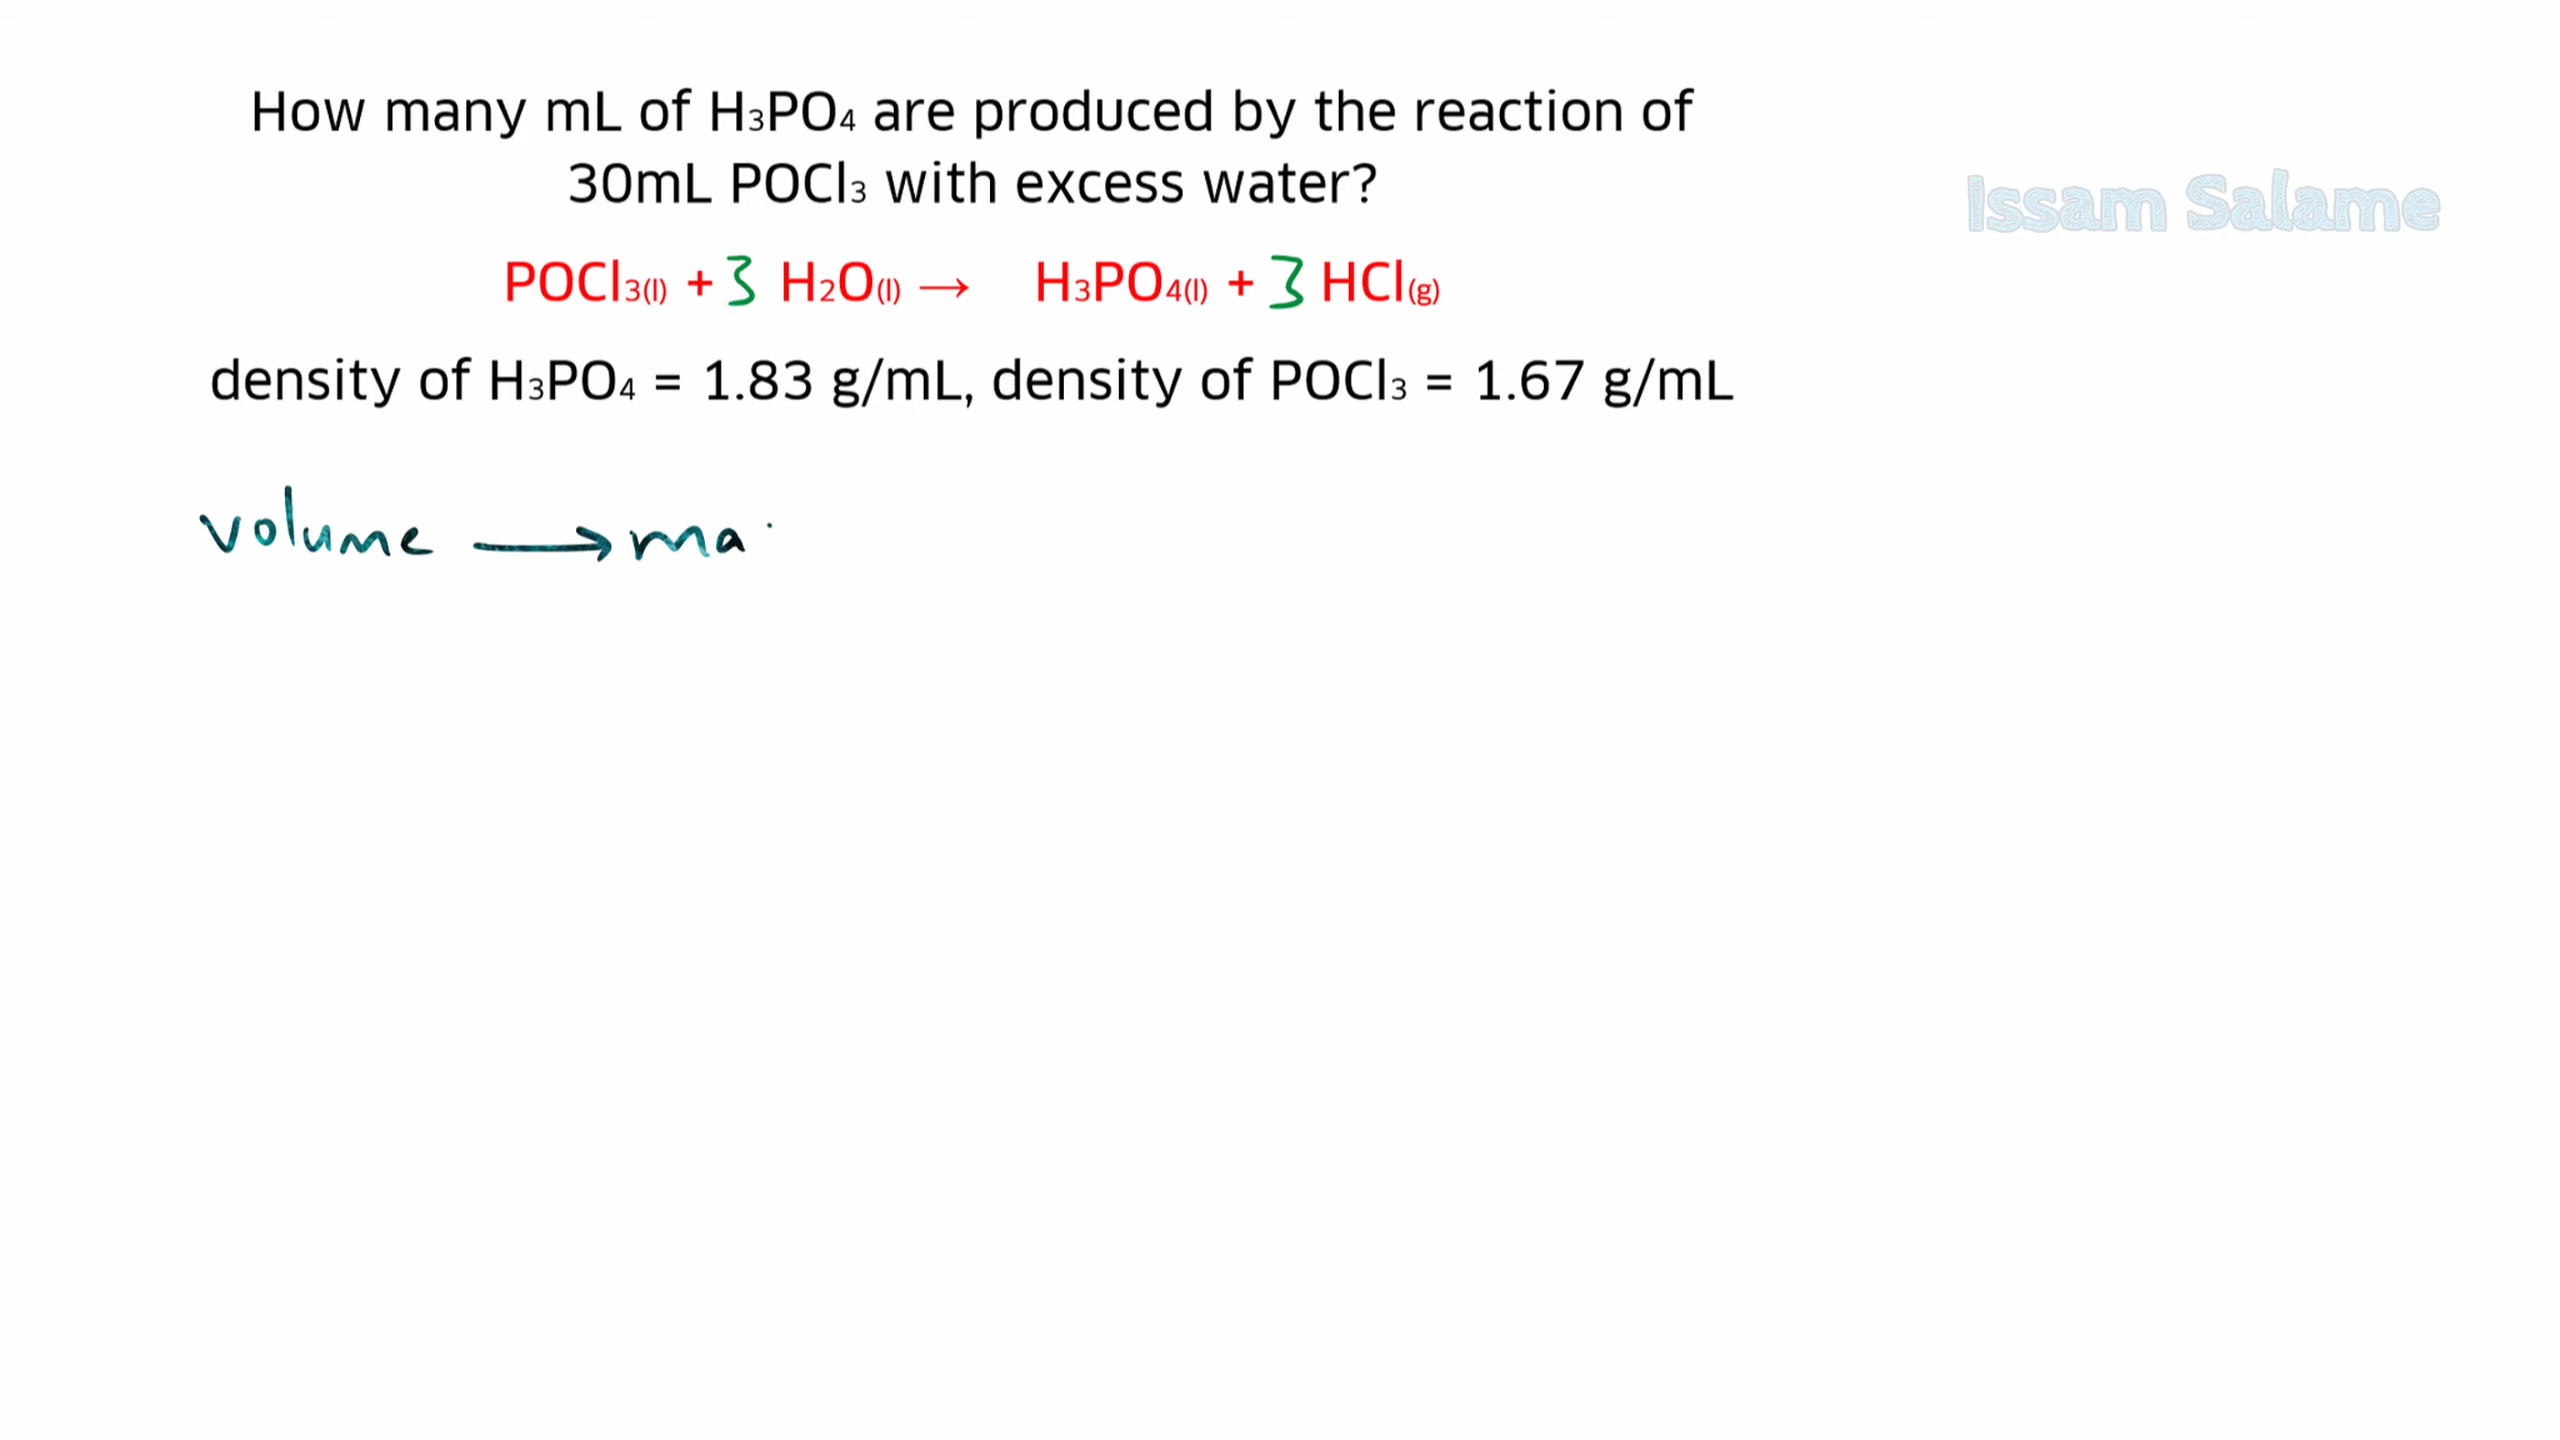 How many mL of H₃PO₄ are produced by the reaction of
30mL POCl₃ with excess water?
Issam Salame
POCl₃(l) + 3 H₂O(l) → H₃PO₄(l) + 3 HCl(g)
density of H₃PO₄ = 1.83 g/mL, density of POCl₃ = 1.67 g/mL
volume → ma